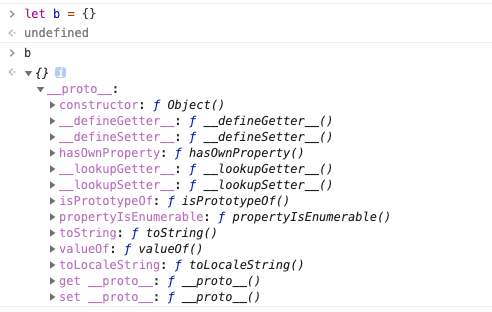 > let b = {}
undefined
> b
{} i
__proto__:
constructor: ƒ Object()
__defineGetter__: ƒ __defineGetter__()
__defineSetter__: ƒ __defineSetter__()
hasOwnProperty: ƒ hasOwnProperty()
__lookupGetter__: ƒ __lookupGetter__()
__lookupSetter__: ƒ __lookupSetter__()
isPrototypeOf: ƒ isPrototypeOf()
propertyIsEnumerable: ƒ propertyIsEnumerable()
toString: ƒ toString()
valueOf: ƒ valueOf()
toLocaleString: ƒ toLocaleString()
get __proto__: ƒ __proto__()
set __proto__: ƒ __proto__()